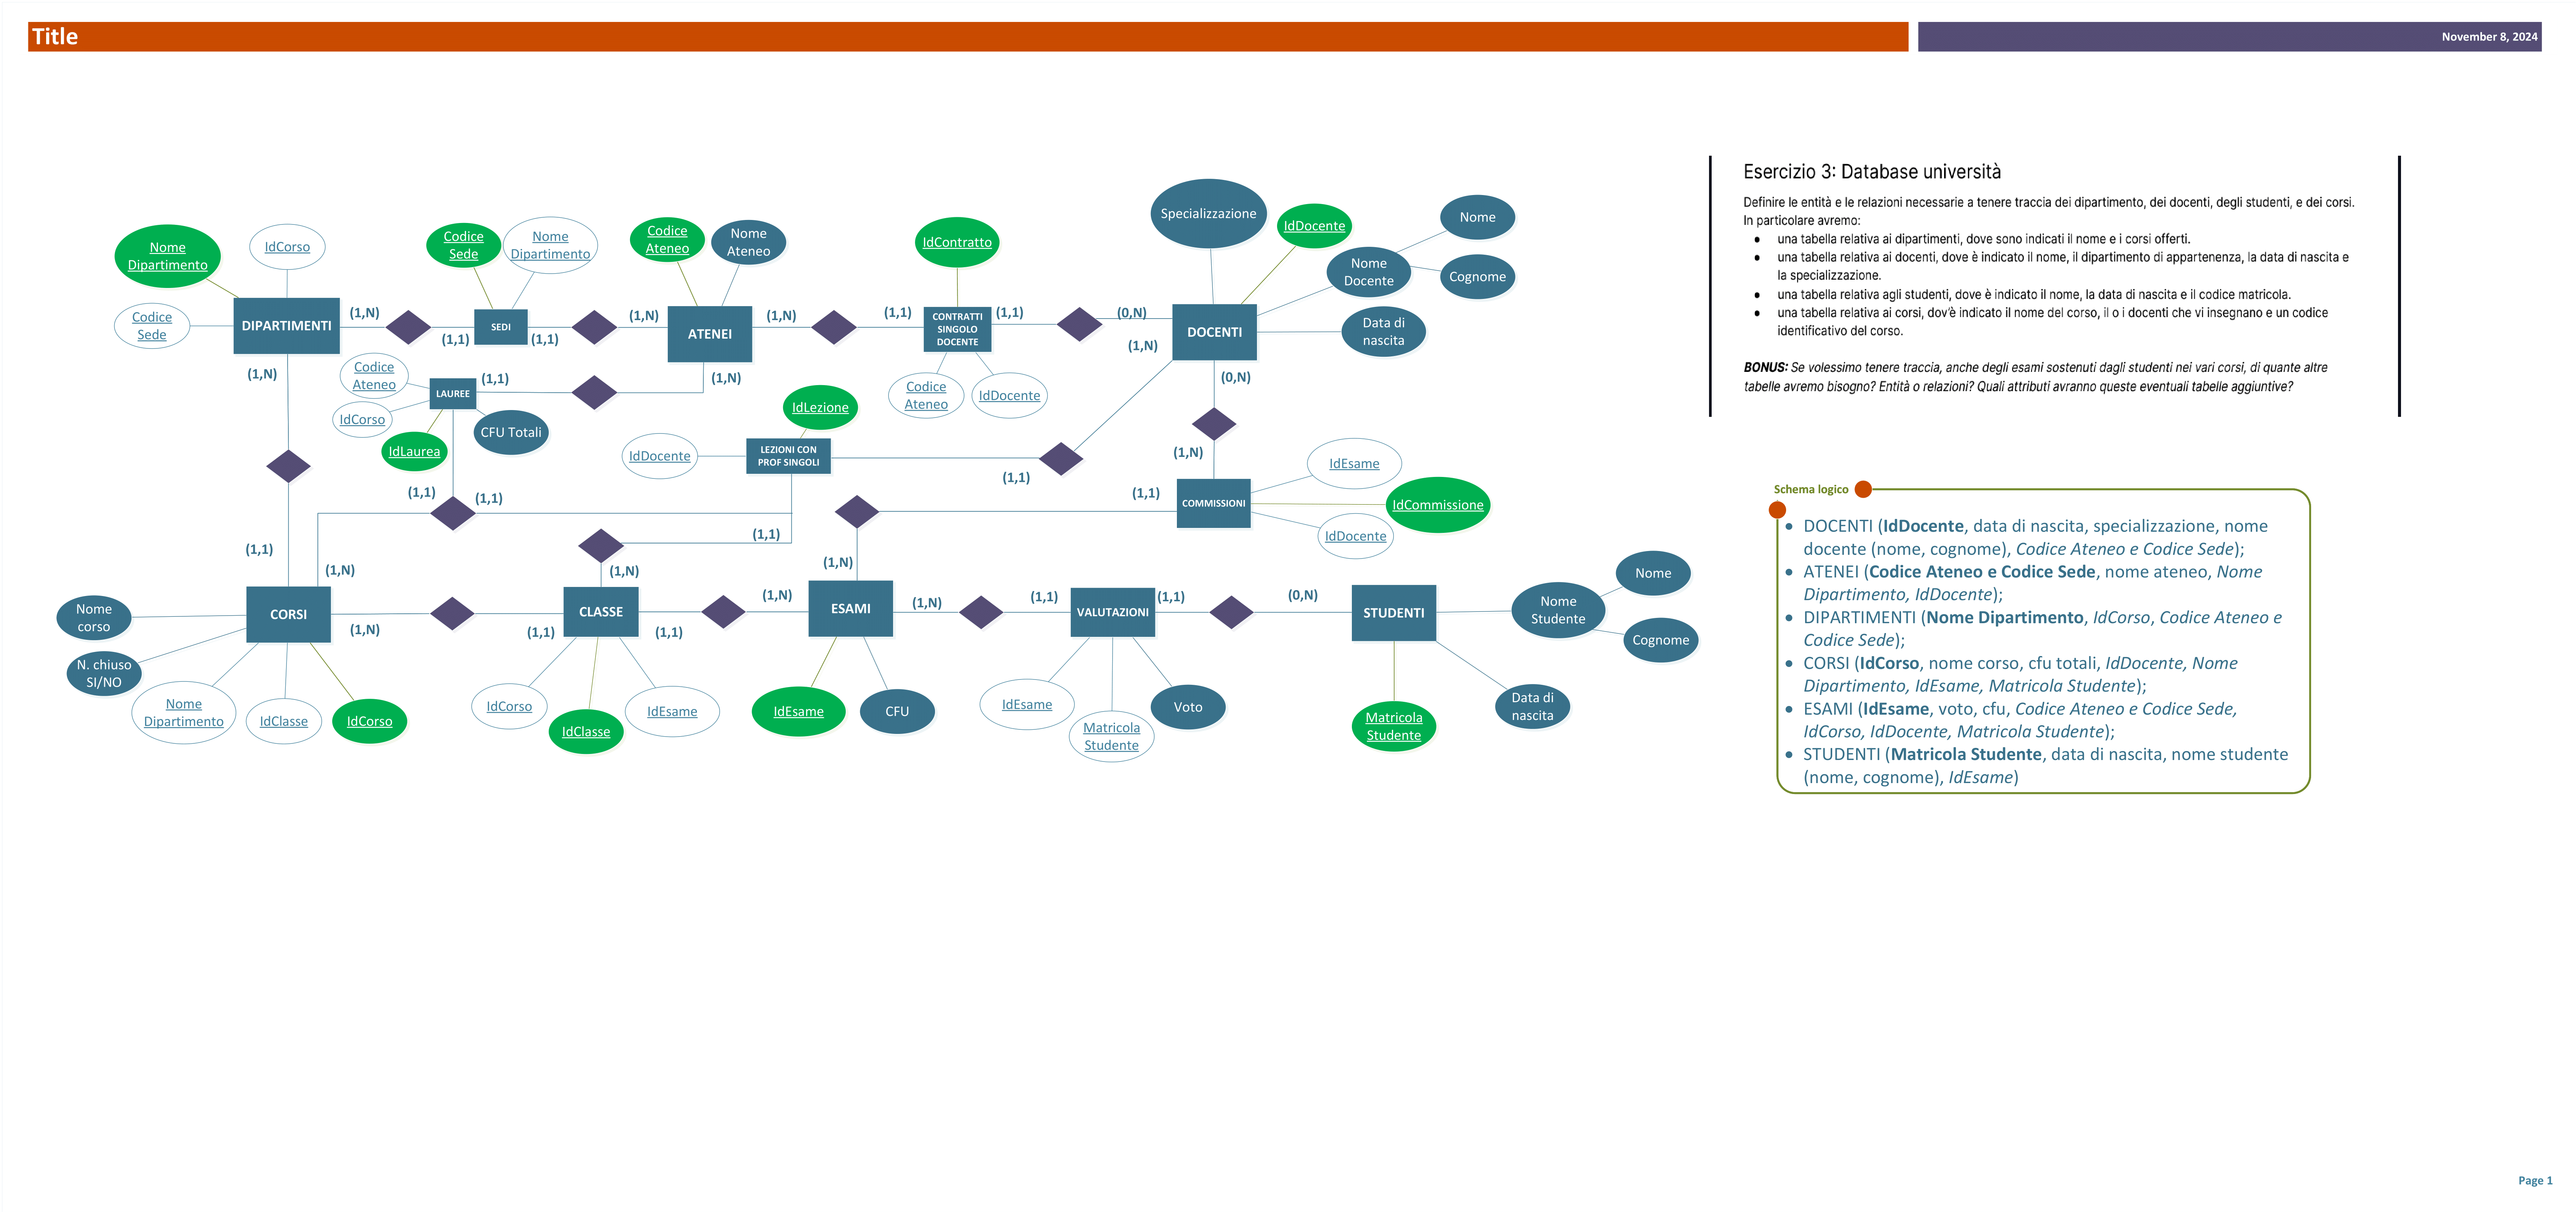 Title
November 8, 2024
Nome
Dipartimento
IdCorso
Codice
Sede
DIPARTIMENTI
(1,N)
(1,N)
Codice
Sede
Nome
Dipartimento
SEDI
(1,1)
(1,1)
Codice
Ateneo
Nome
Ateneo
ATENEI
(1,N)
(1,N)
(1,N)
IdContratto
CONTRATTI
SINGOLO
DOCENTE
(1,1)
(1,1)
Codice
Ateneo
IdDocente
Specializzazione
IdDocente
Nome
Docente
Nome
Cognome
Data di
nascita
DOCENTI
(0,N)
(1,N)
(0,N)
Codice
Ateneo
IdCorso
IdLaurea
CFU Totali
LAUREE
(1,1)
(1,1)
(1,1)
IdLezione
IdDocente
LEZIONI CON
PROF SINGOLI
(1,1)
(1,1)
(1,N)
(1,1)
COMMISSIONI
IdEsame
IdCommissione
IdDocente
(1,1)
(1,N)
(1,N)
Nome
corso
N. chiuso
SI/NO
Nome
Dipartimento
IdClasse
IdCorso
CORSI
(1,N)
CLASSE
(1,N)
(1,1)
(1,1)
IdCorso
IdClasse
IdEsame
ESAMI
(1,N)
(1,N)
IdEsame
CFU
VALUTAZIONI
(1,1)
(1,1)
IdEsame
Matricola
Studente
Voto
STUDENTI
(0,N)
Nome
Studente
Nome
Cognome
Matricola
Studente
Data di
nascita
Esercizio 3: Database università
Definire le entità e le relazioni necessarie a tenere traccia dei dipartimento, dei docenti, degli studenti, e dei corsi.
In particolare avremo:
● una tabella relativa ai dipartimenti, dove sono indicati il nome e i corsi offerti.
● una tabella relativa ai docenti, dove è indicato il nome, il dipartimento di appartenenza, la data di nascita e
la specializzazione.
● una tabella relativa agli studenti, dove è indicato il nome, la data di nascita e il codice matricola.
● una tabella relativa ai corsi, dov'è indicato il nome del corso, il o i docenti che vi insegnano e un codice
identificativo del corso.
BONUS: Se volessimo tenere traccia, anche degli esami sostenuti dagli studenti nei vari corsi, di quante altre
tabelle avremo bisogno? Entità o relazioni? Quali attributi avranno queste eventuali tabelle aggiuntive?
Schema logico
• DOCENTI (IdDocente, data di nascita, specializzazione, nome
docente (nome, cognome), Codice Ateneo e Codice Sede);
• ATENEI (Codice Ateneo e Codice Sede, nome ateneo, Nome
Dipartimento, IdDocente);
• DIPARTIMENTI (Nome Dipartimento, IdCorso, Codice Ateneo e
Codice Sede);
• CORSI (IdCorso, nome corso, cfu totali, IdDocente, Nome
Dipartimento, IdEsame, Matricola Studente);
• ESAMI (IdEsame, voto, cfu, Codice Ateneo e Codice Sede,
IdCorso, IdDocente, Matricola Studente);
• STUDENTI (Matricola Studente, data di nascita, nome studente
(nome, cognome), IdEsame)
Page 1